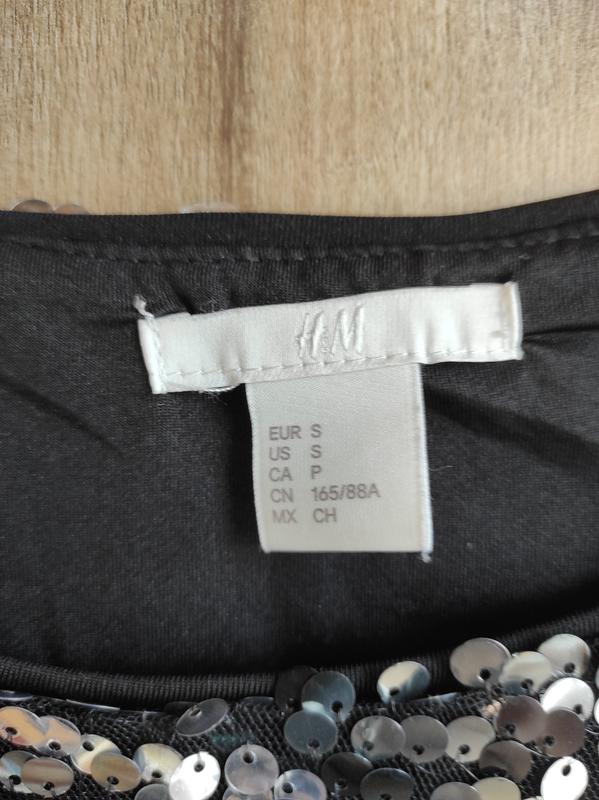 H&M
EUR S
US S
CA P
CN 165/88A
MX CH